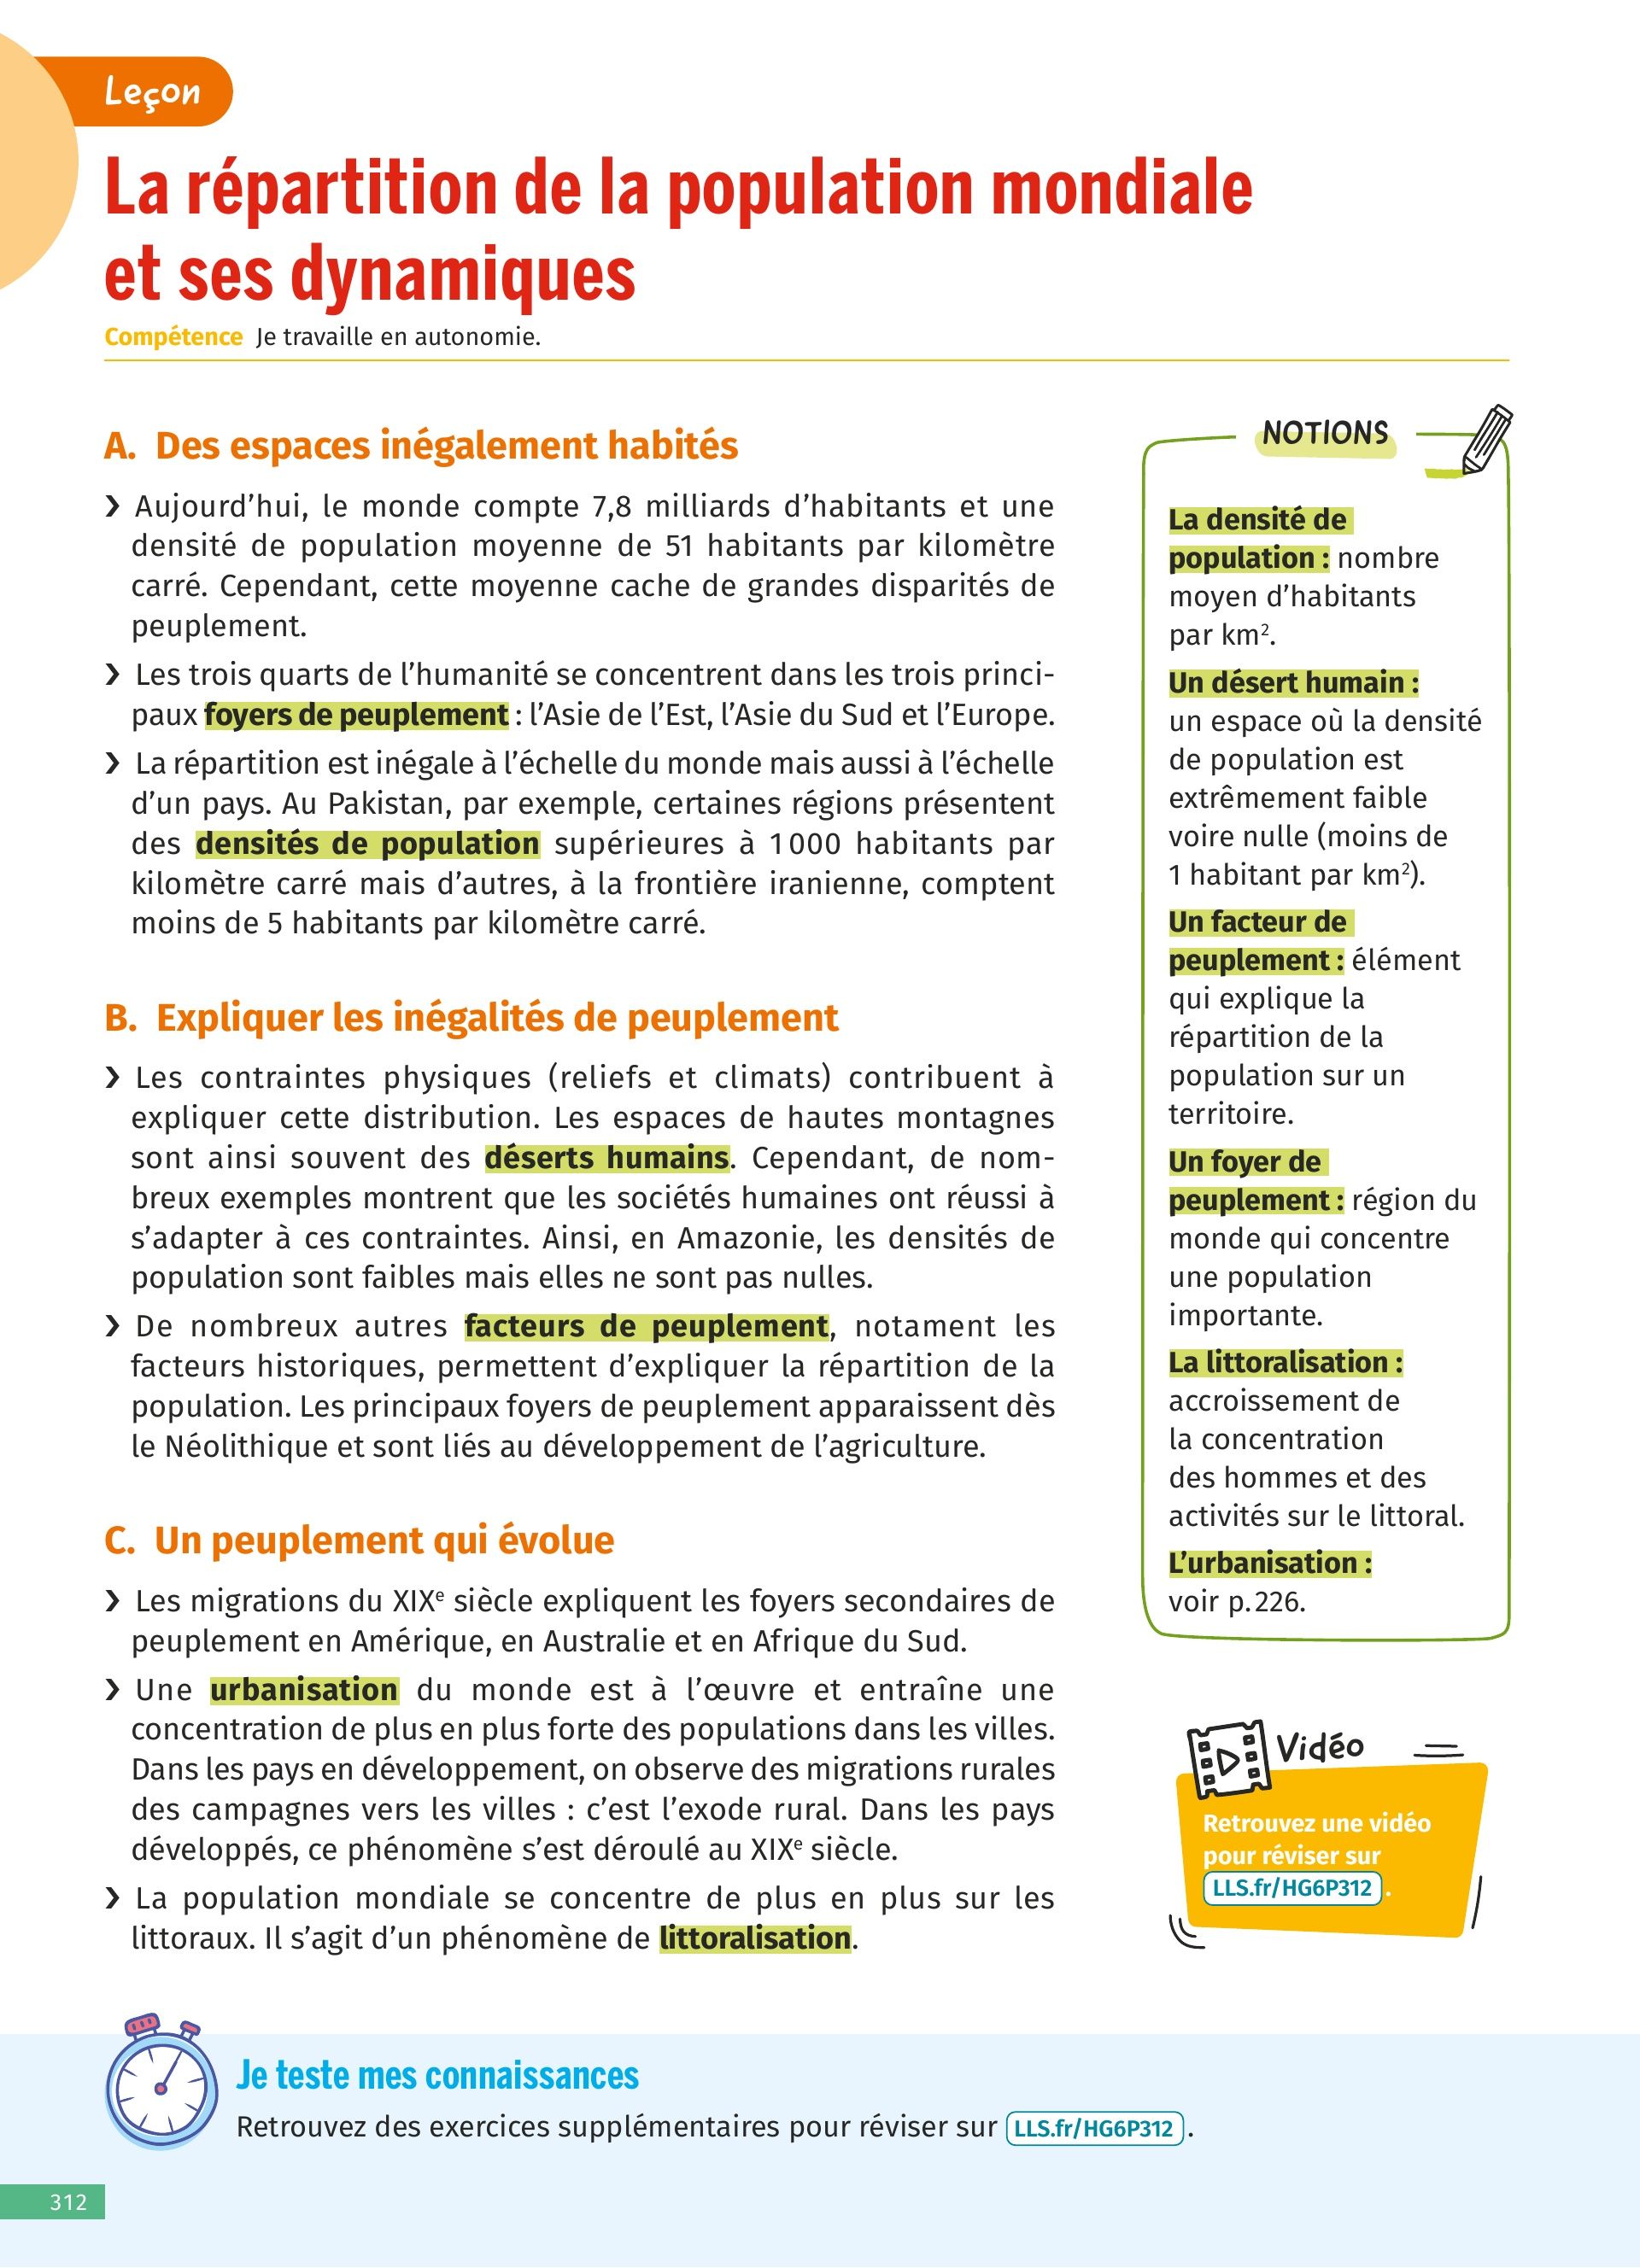 Leçon
La répartition de la population mondiale
et ses dynamiques
Compétence Je travaille en autonomie.
A. Des espaces inégalement habités
❯ Aujourd’hui, le monde compte 7,8 milliards d’habitants et une
densité de population moyenne de 51 habitants par kilomètre
carré. Cependant, cette moyenne cache de grandes disparités de
peuplement.
❯ Les trois quarts de l’humanité se concentrent dans les trois princi-
paux foyers de peuplement : l’Asie de l’Est, l’Asie du Sud et l’Europe.
❯ La répartition est inégale à l’échelle du monde mais aussi à l’échelle
d’un pays. Au Pakistan, par exemple, certaines régions présentent
des densités de population supérieures à 1 000 habitants par
kilomètre carré mais d’autres, à la frontière iranienne, comptent
moins de 5 habitants par kilomètre carré.
B. Expliquer les inégalités de peuplement
❯ Les contraintes physiques (reliefs et climats) contribuent à
expliquer cette distribution. Les espaces de hautes montagnes
sont ainsi souvent des déserts humains. Cependant, de nom-
breux exemples montrent que les sociétés humaines ont réussi à
s’adapter à ces contraintes. Ainsi, en Amazonie, les densités de
population sont faibles mais elles ne sont pas nulles.
❯ De nombreux autres facteurs de peuplement, notament les
facteurs historiques, permettent d’expliquer la répartition de la
population. Les principaux foyers de peuplement apparaissent dès
le Néolithique et sont liés au développement de l’agriculture.
C. Un peuplement qui évolue
❯ Les migrations du XIXe siècle expliquent les foyers secondaires de
peuplement en Amérique, en Australie et en Afrique du Sud.
❯ Une urbanisation du monde est à l’œuvre et entraîne une
concentration de plus en plus forte des populations dans les villes.
Dans les pays en développement, on observe des migrations rurales
des campagnes vers les villes : c’est l’exode rural. Dans les pays
développés, ce phénomène s’est déroulé au XIXe siècle.
❯ La population mondiale se concentre de plus en plus sur les
littoraux. Il s’agit d’un phénomène de littoralisation.
NOTIONS
La densité de
population : nombre
moyen d’habitants
par km².
Un désert humain :
un espace où la densité
de population est
extrêmement faible
voire nulle (moins de
1 habitant par km²).
Un facteur de
peuplement : élément
qui explique la
répartition de la
population sur un
territoire.
Un foyer de
peuplement : région du
monde qui concentre
une population
importante.
La littoralisation :
accroissement de
la concentration
des hommes et des
activités sur le littoral.
L’urbanisation :
voir p. 226.
Vidéo
Retrouvez une vidéo
pour réviser sur
LLS.fr/HG6P312 .
Je teste mes connaissances
Retrouvez des exercices supplémentaires pour réviser sur LLS.fr/HG6P312 .
312